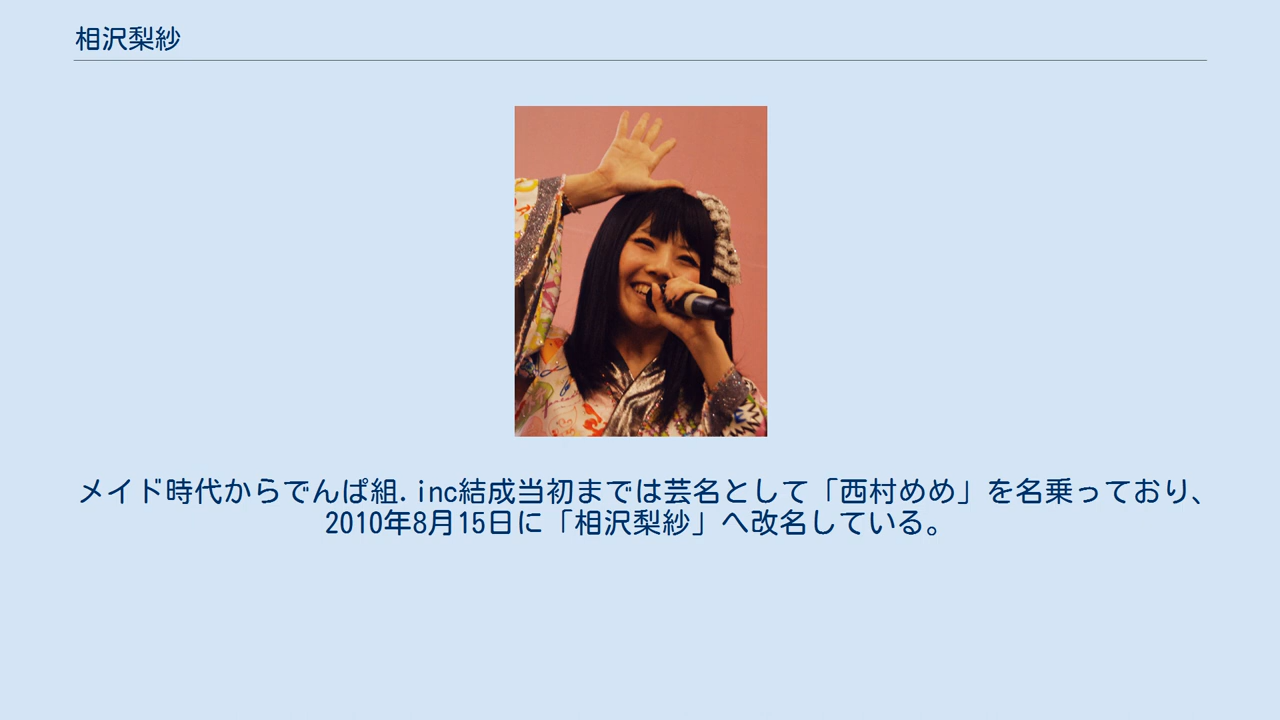 相沢梨紗
メイド時代からでんぱ組.inc結成当初までは芸名として「西村めめ」を名乗っており、
2010年8月15日に「相沢梨紗」へ改名している。